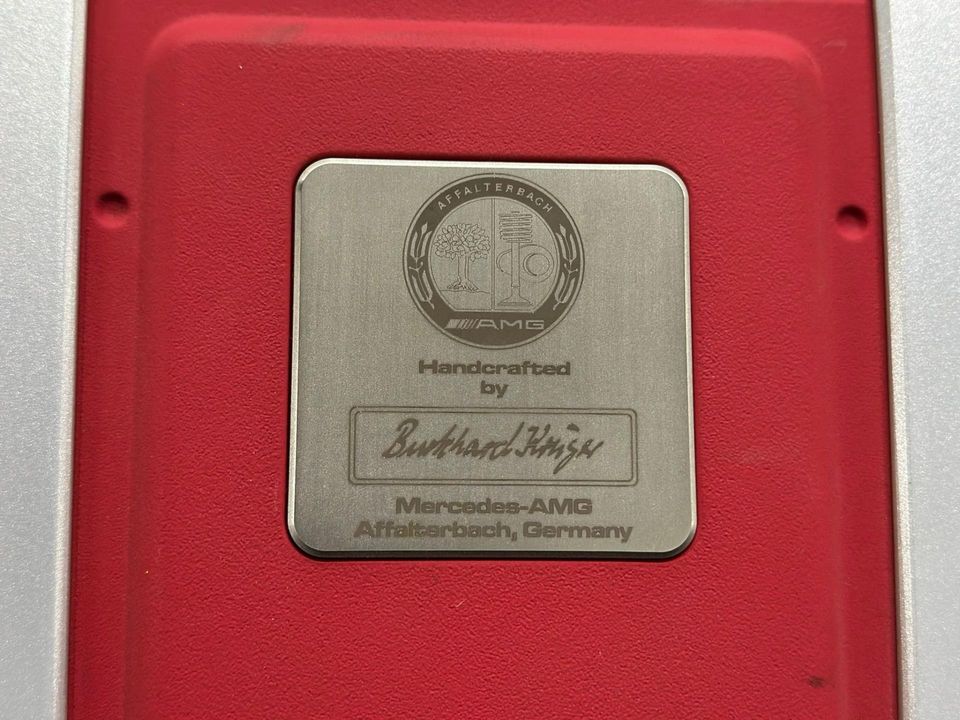 AFFALTERBACH
AMG
Handcrafted
by
Burkhard Krüger
Mercedes-AMG
Affalterbach, Germany